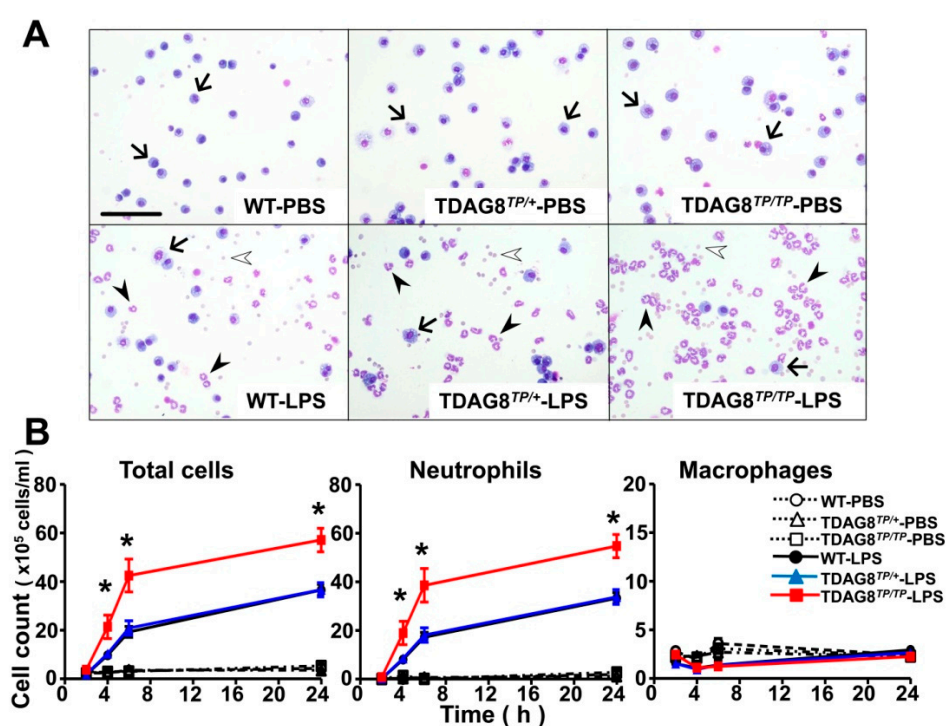 A
WT-PBS
TDAG8TP/+-PBS
TDAG8TP/TP-PBS
WT-LPS
TDAG8TP/+-LPS
TDAG8TP/TP-LPS
B
Total cells
Neutrophils
Macrophages
Cell count ( x10⁵ cells/ml)
80
60
40
20
0
0 4 8 12 16 20 24
* * *
80
60
40
20
0
0 4 8 12 16 20 24
* * *
20
15
10
5
0
0 4 8 12 16 20 24
WT-PBS
TDAG8TP/+-PBS
TDAG8TP/TP-PBS
WT-LPS
TDAG8TP/+-LPS
TDAG8TP/TP-LPS
Time ( h )